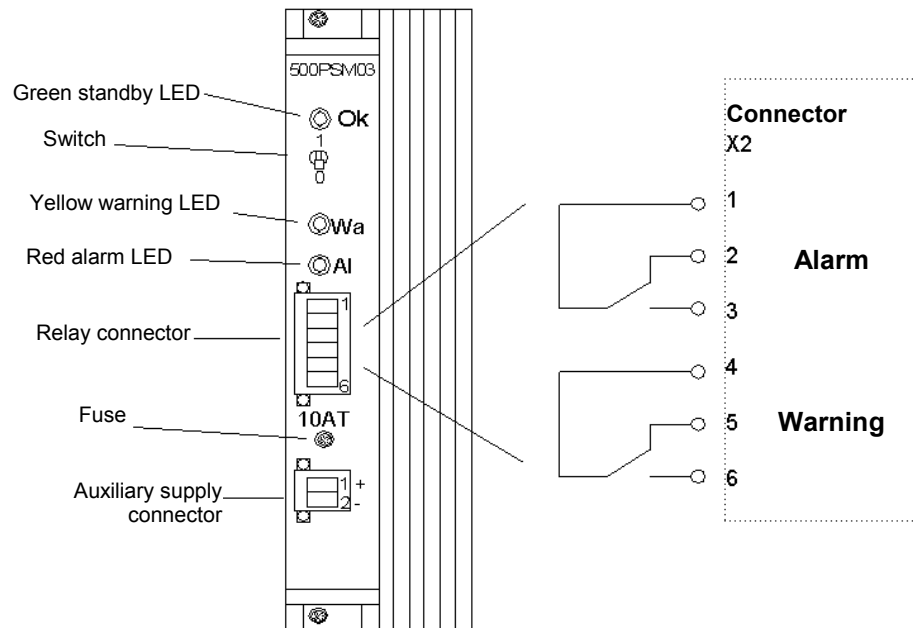 500PSM03
Green standby LED
Ok
1
Switch
0
Yellow warning LED
Wa
Red alarm LED
Al
1
Relay connector
6
Fuse
10AT
1 +
Auxiliary supply
connector
2 -
Connector
X2
1
2
Alarm
3
4
5
Warning
6